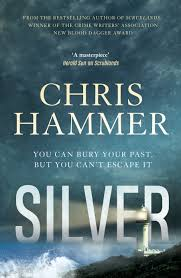 FROM THE BESTSELLING AUTHOR OF SCRUBLANDS,
WINNER OF THE CRIME WRITERS' ASSOCIATION
NEW BLOOD DAGGER AWARD
'A masterpiece'
Herald Sun on Scrublands
CHRIS
HAMMER
YOU CAN BURY YOUR PAST,
BUT YOU CAN'T ESCAPE IT
SILVER